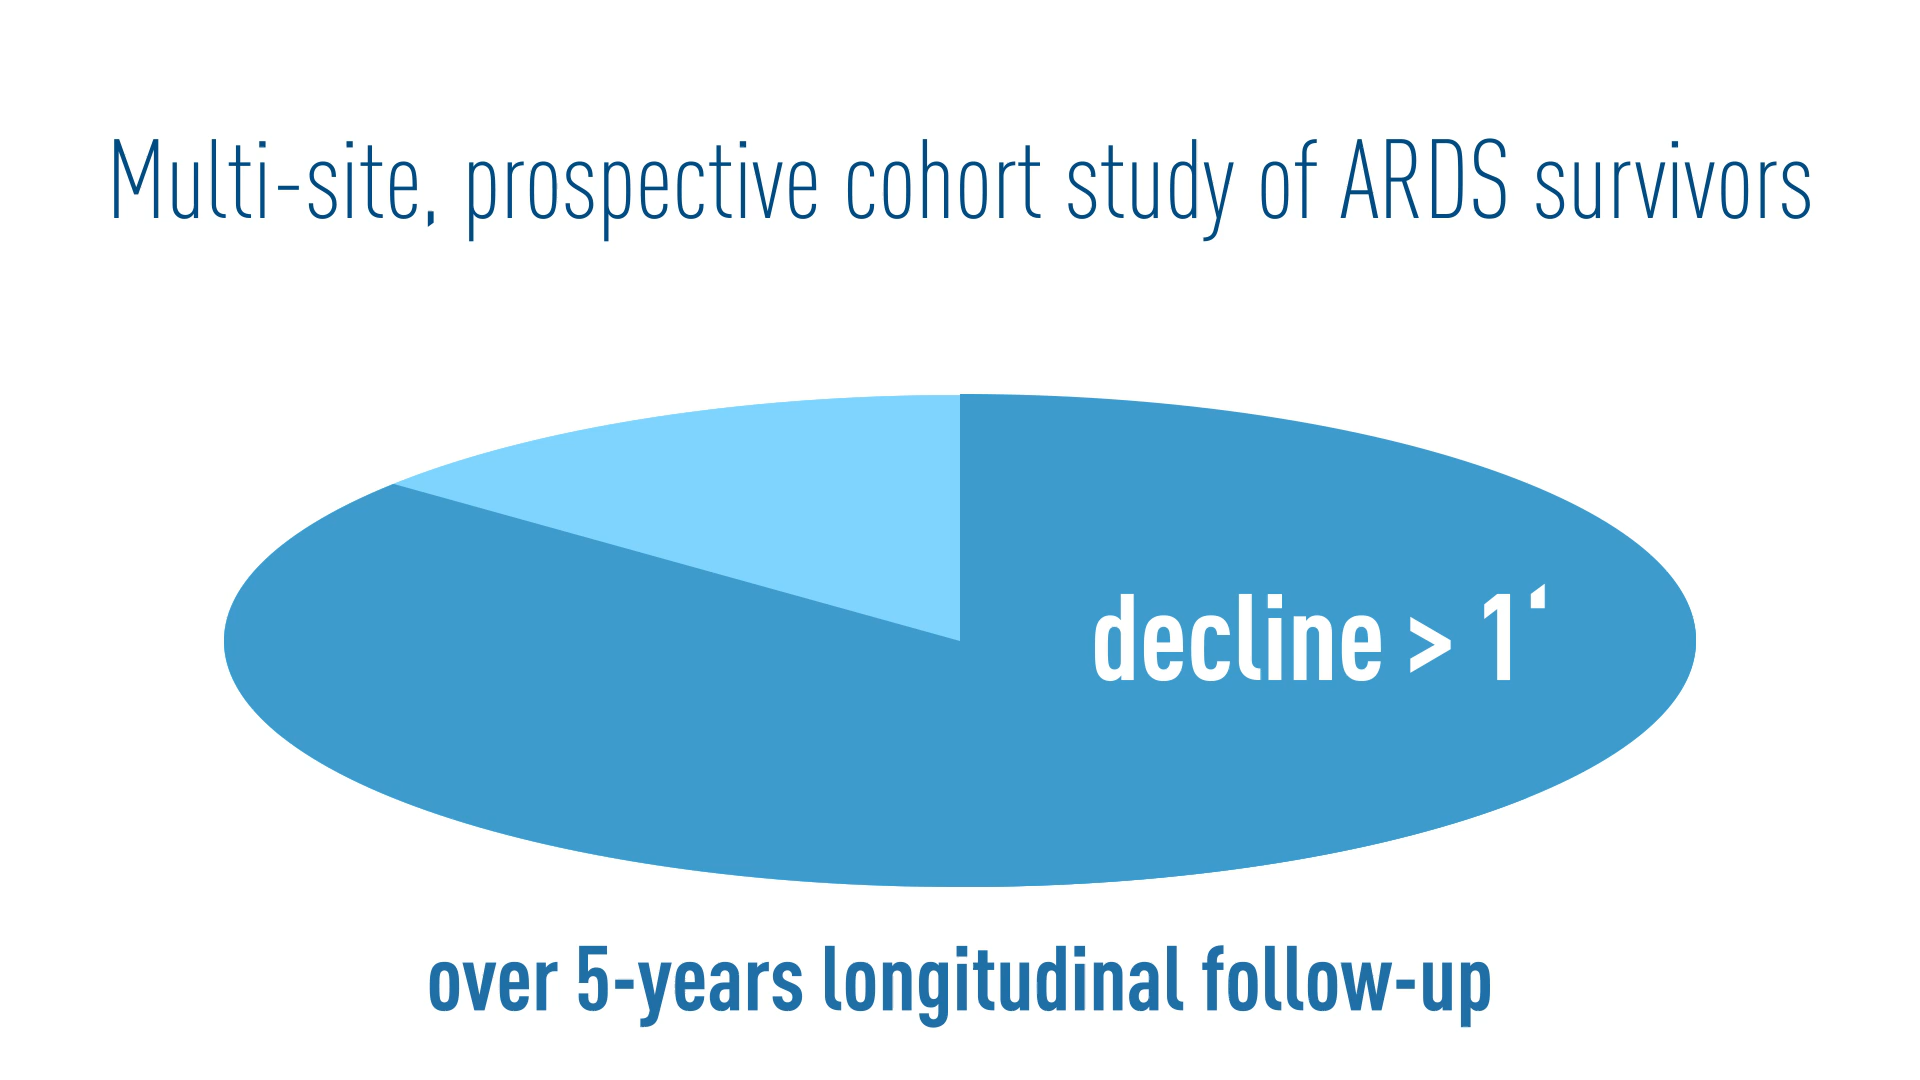 Multi-site, prospective cohort study of ARDS survivors
decline > 1
over 5-years longitudinal follow-up